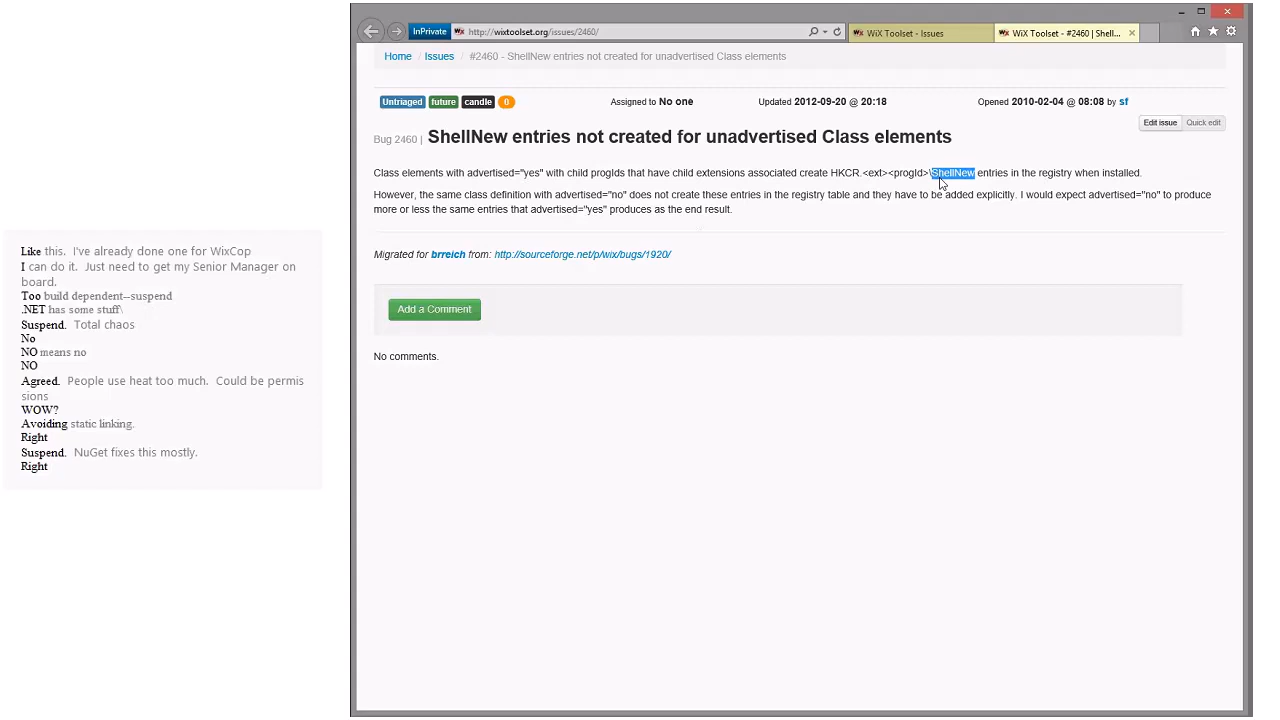 InPrivate
http://wixtoolset.org/issues/2460/
WiX Toolset - Issues
WiX Toolset - #2460 | Shell...
Home / Issues / #2460 - ShellNew entries not created for unadvertised Class elements
Untriaged future candle 0
Assigned to No one
Updated 2012-09-20 @ 20:18
Opened 2010-02-04 @ 08:08 by sf
Edit issue Quick edit
Bug 2460 | ShellNew entries not created for unadvertised Class elements
Class elements with advertised="yes" with child progIds that have child extensions associated create HKCR.<ext><progId>\ShellNew entries in the registry when installed.
However, the same class definition with advertised="no" does not create these entries in the registry table and they have to be added explicitly. I would expect advertised="no" to produce
more or less the same entries that advertised="yes" produces as the end result.
Migrated for brreich from: http://sourceforge.net/p/wix/bugs/1920/
Add a Comment
No comments.
Like this. I've already done one for WixCop
I can do it. Just need to get my Senior Manager on
board.
Too build dependent--suspend
.NET has some stuff\
Suspend. Total chaos
No
NO means no
NO
Agreed. People use heat too much. Could be permis
sions
WOW?
Avoiding static linking.
Right
Suspend. NuGet fixes this mostly.
Right